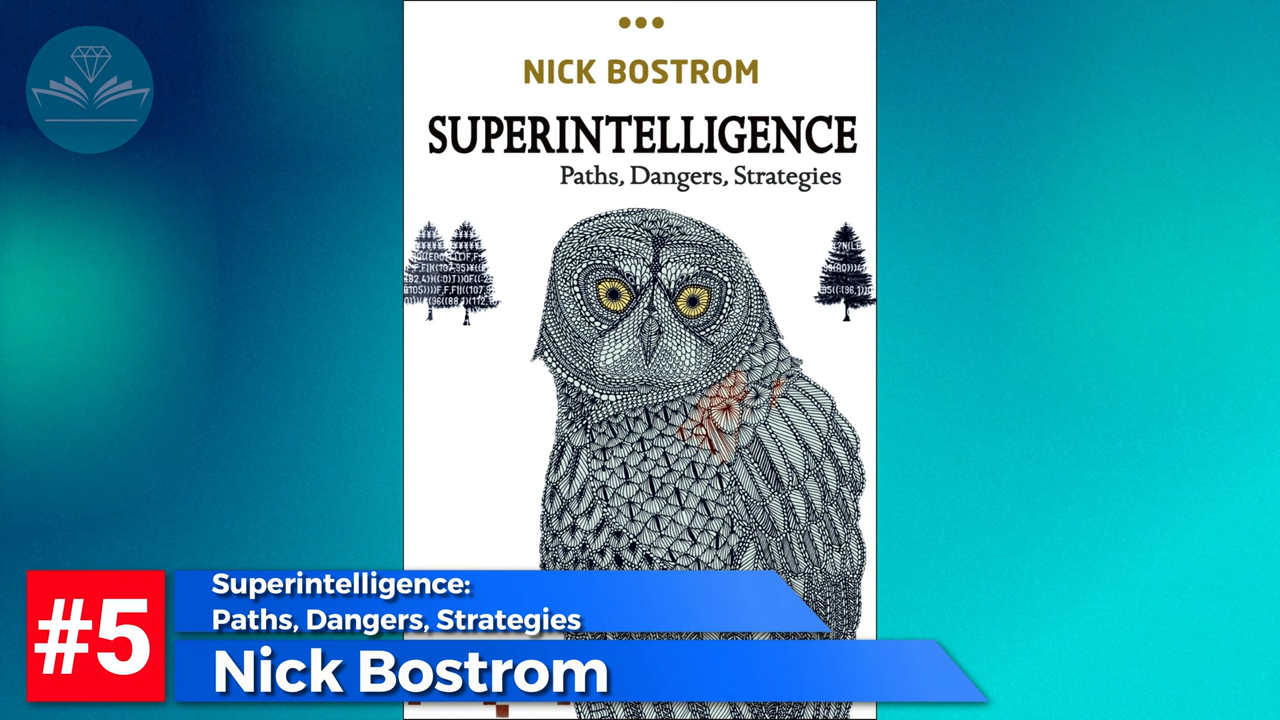 NICK BOSTROM
SUPERINTELLIGENCE
Paths, Dangers, Strategies
#5
Superintelligence:
Paths, Dangers, Strategies
Nick Bostrom